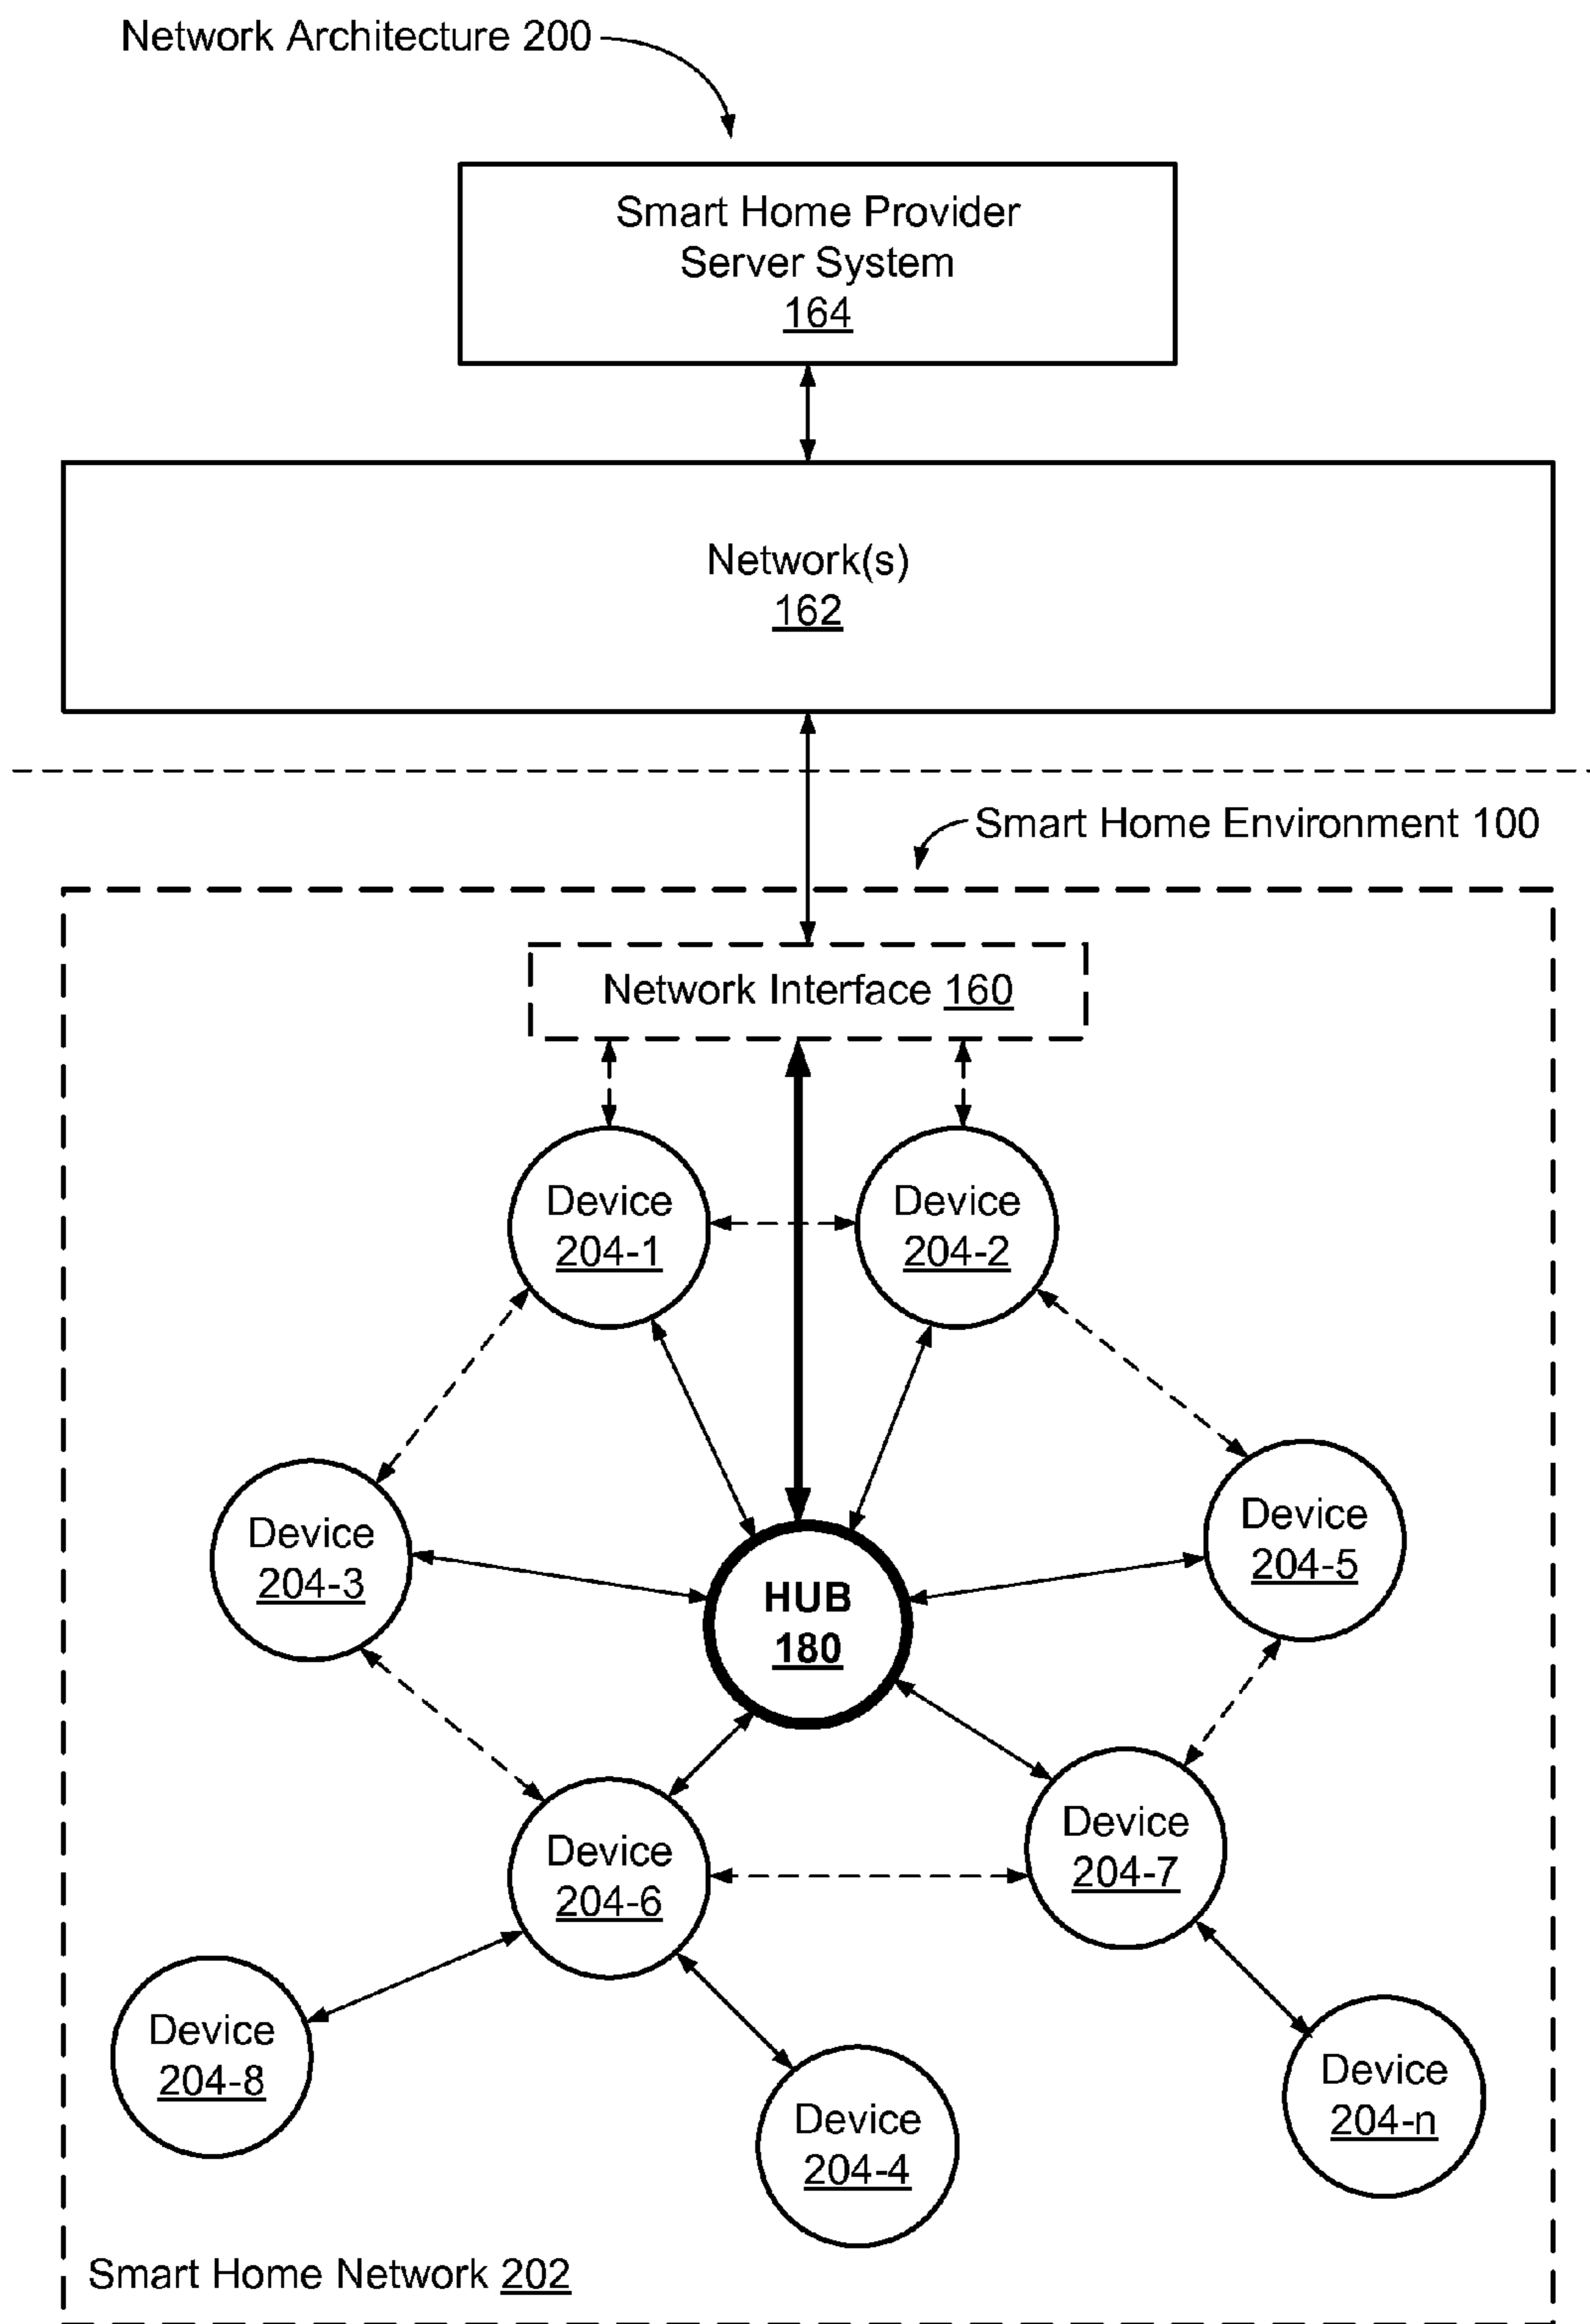 Network Architecture 200
Smart Home Provider
Server System
164
Network(s)
162
Smart Home Environment 100
Network Interface 160
Device
204-1
Device
204-2
Device
204-3
Device
204-5
HUB
180
Device
204-6
Device
204-7
Device
204-8
Device
204-4
Device
204-n
Smart Home Network 202